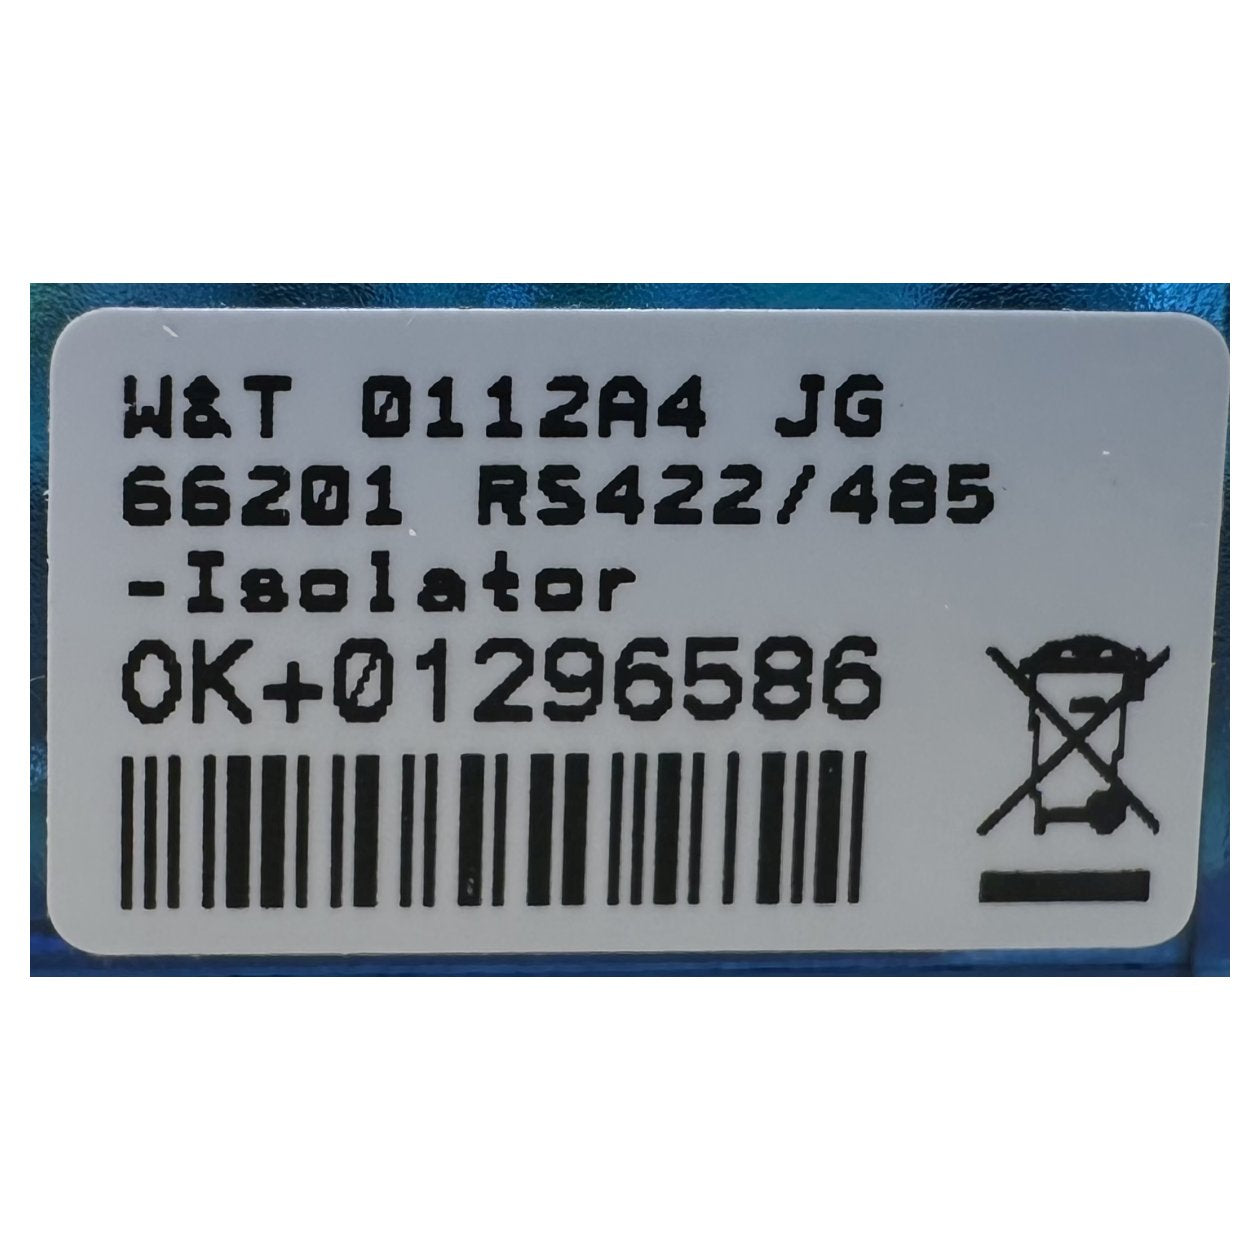 W&T 0112A4 JG
66201 RS422/485
-Isolator
OK+01296586